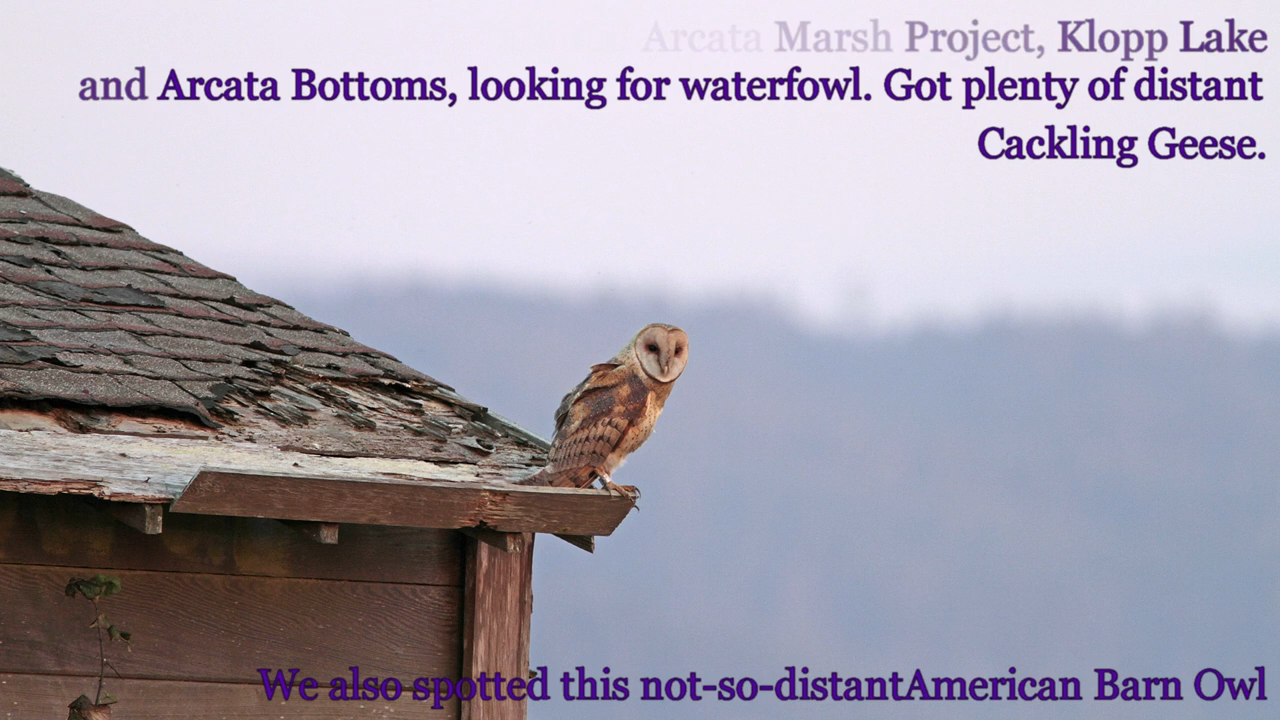 Arcata Marsh Project, Klopp Lake
and Arcata Bottoms, looking for waterfowl. Got plenty of distant
Cackling Geese.
We also spotted this not-so-distantAmerican Barn Owl